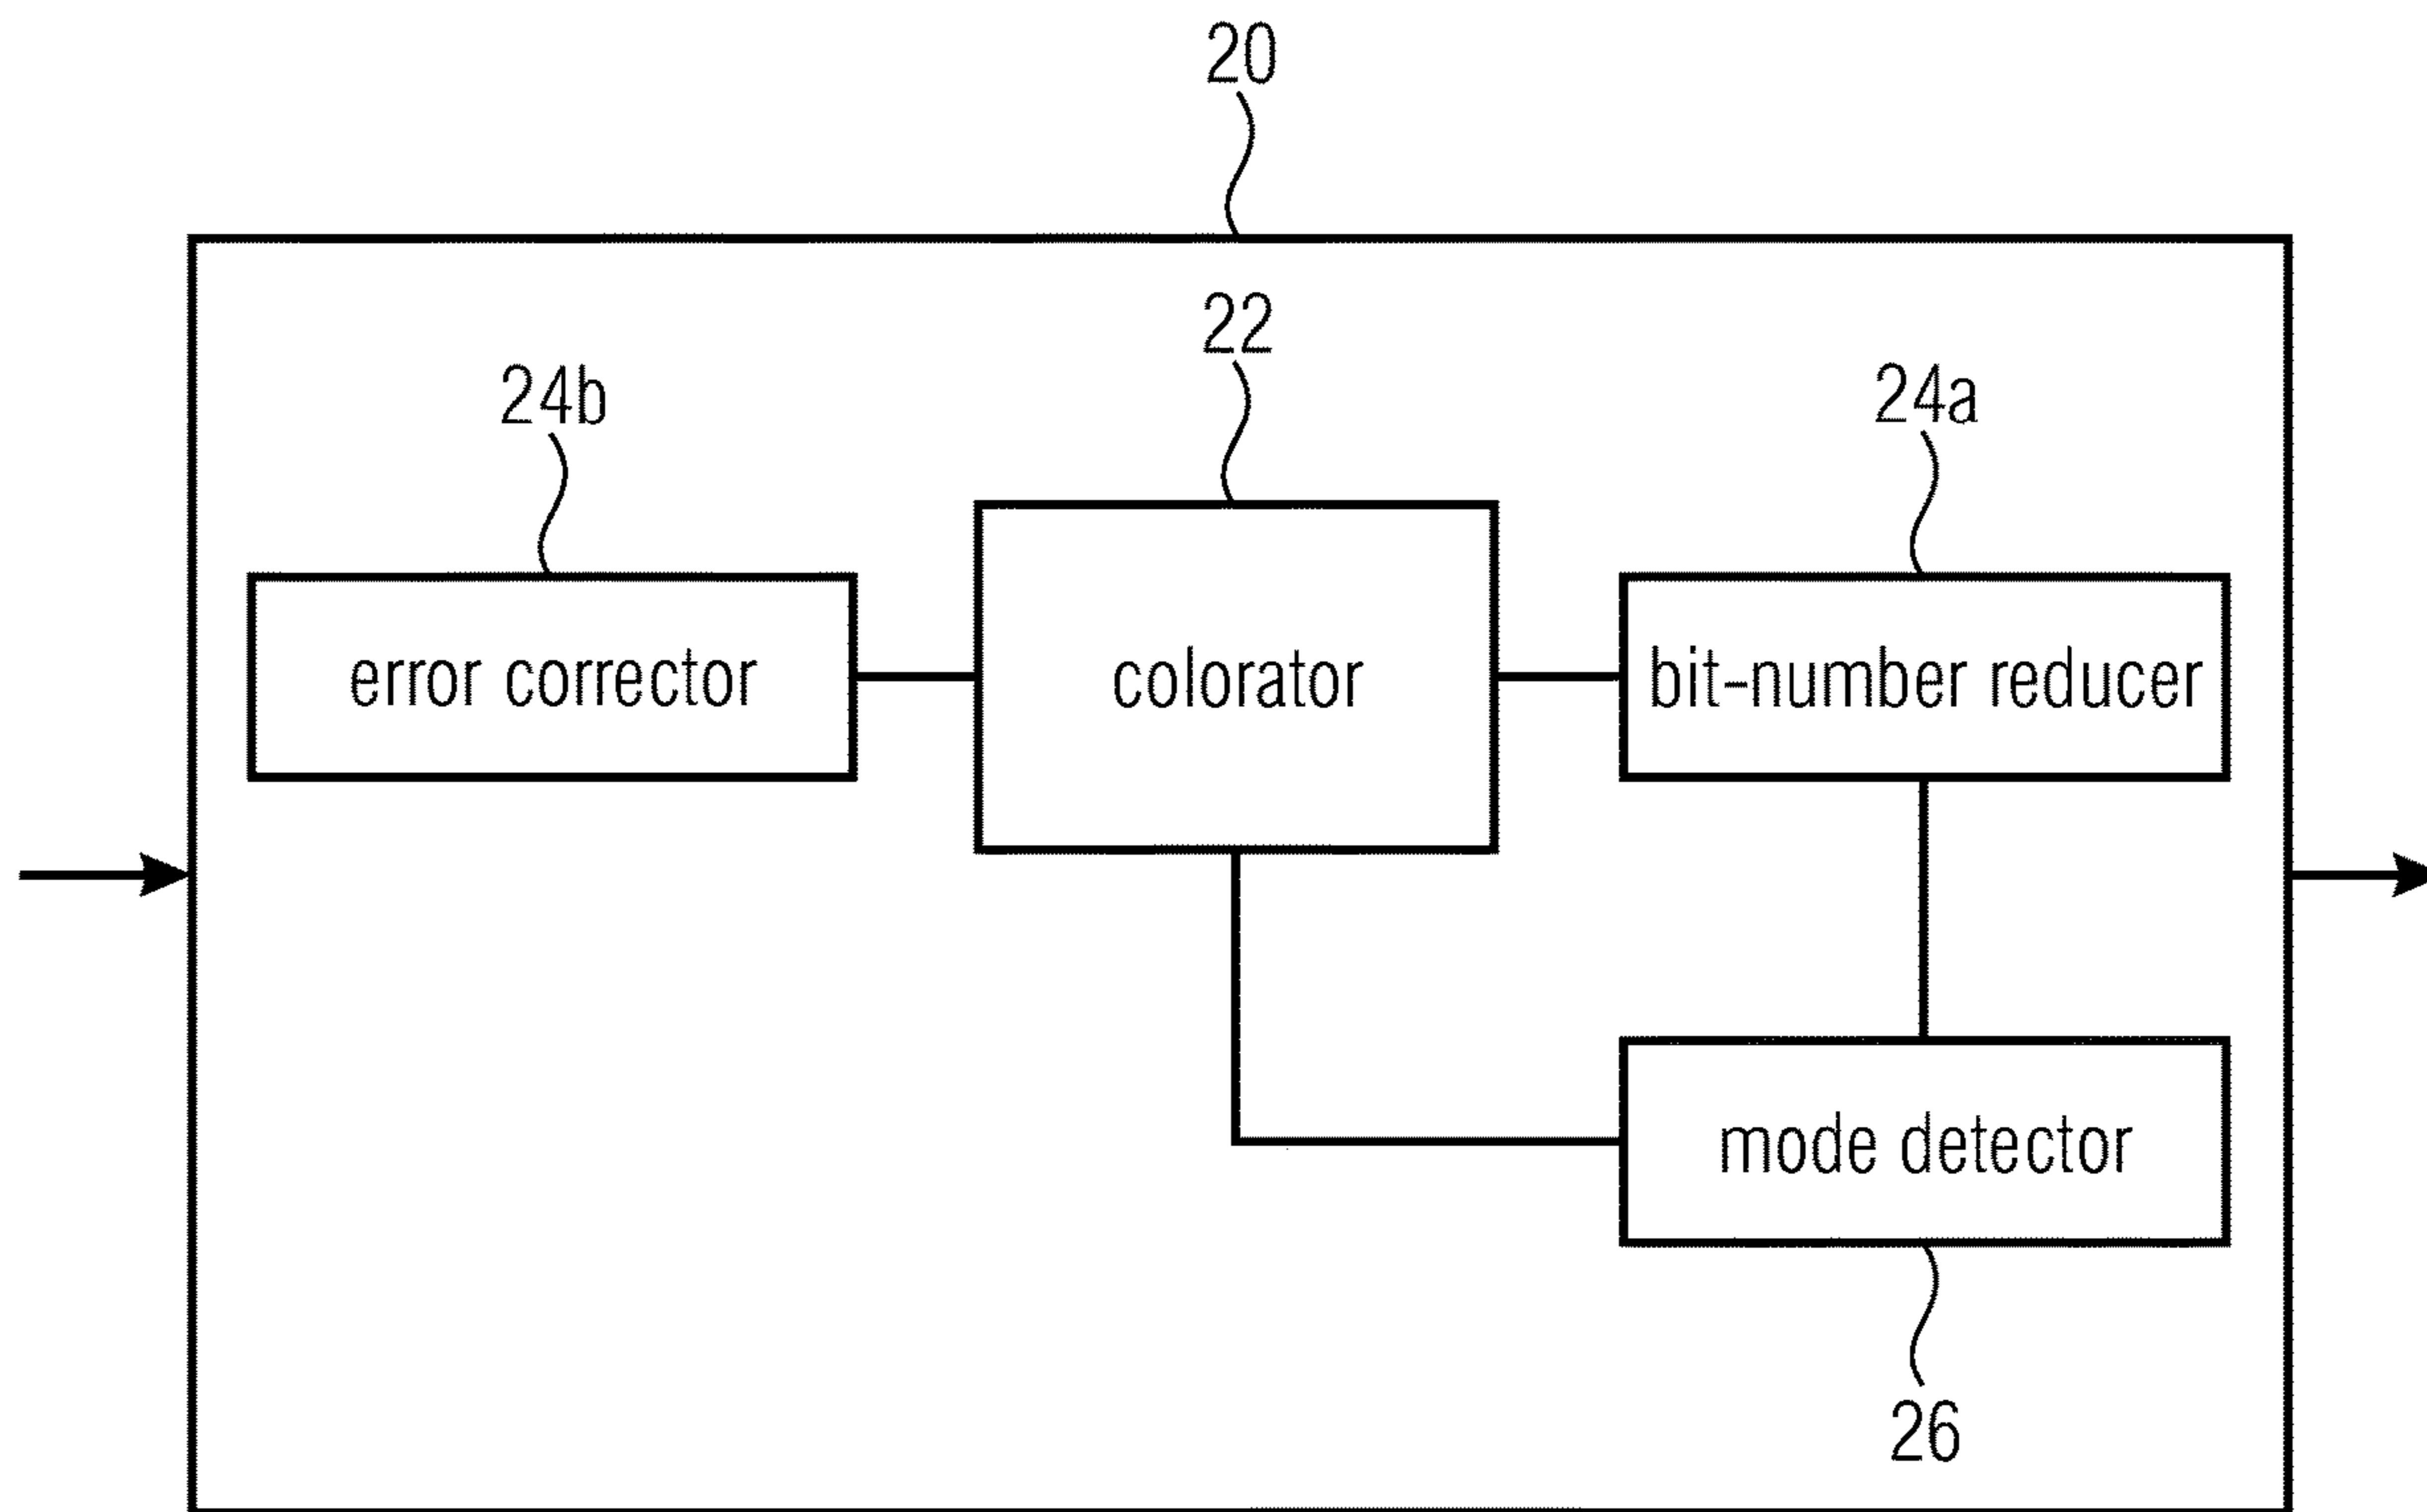 20
22
24b
24a
error corrector
colorator
bit-number reducer
mode detector
26